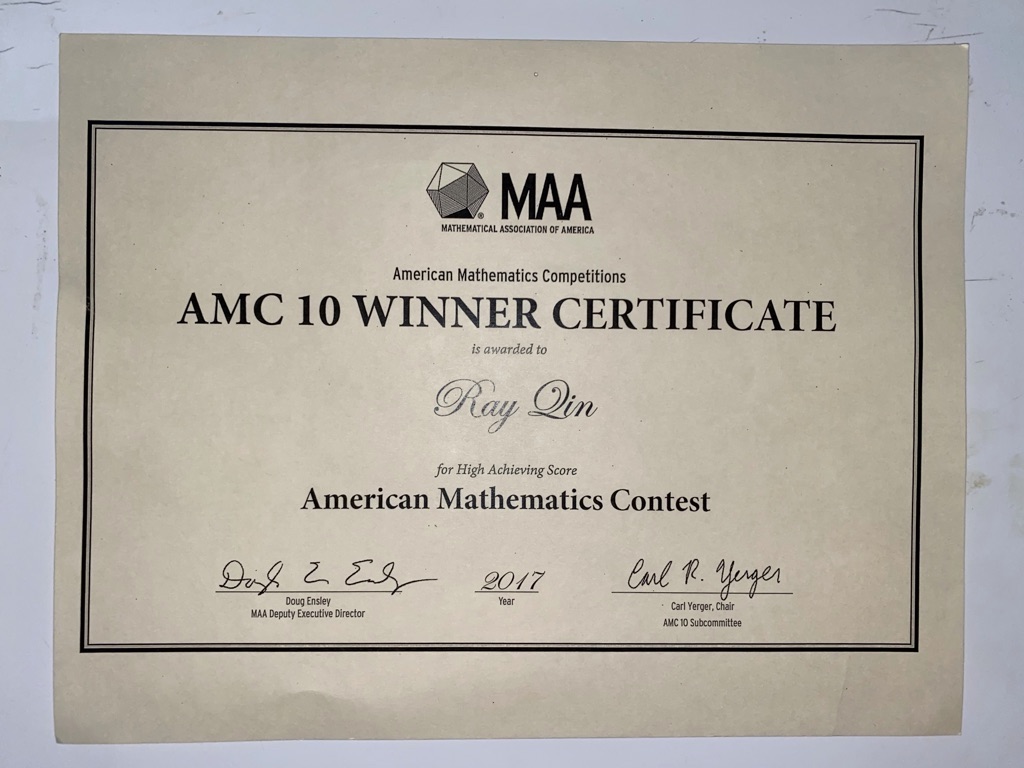 MAA
MATHEMATICAL ASSOCIATION OF AMERICA
American Mathematics Competitions
AMC 10 WINNER CERTIFICATE
is awarded to
Ray Qin
for High Achieving Score
American Mathematics Contest
2017
Carl R. Yerger
Doug Ensley
MAA Deputy Executive Director
Year
Carl Yerger, Chair
AMC 10 Subcommittee